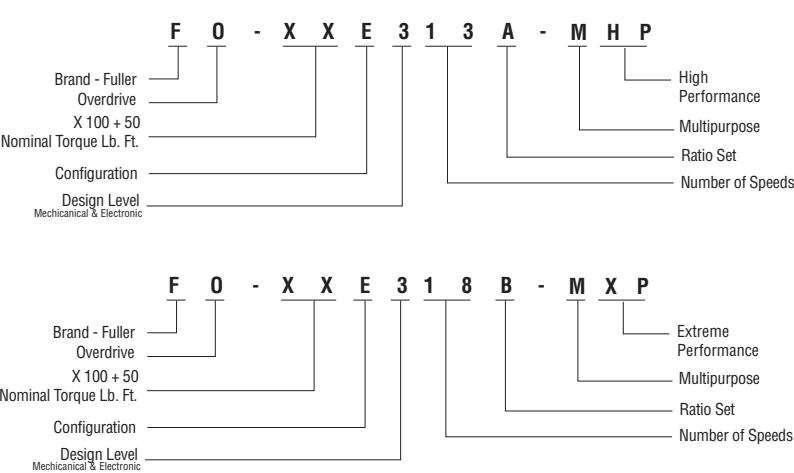 F O - X X E 3 1 3 A - M H P
Brand - Fuller
Overdrive
X 100 + 50
Nominal Torque Lb. Ft.
Configuration
Design Level
Mechicanical & Electronic
High
Performance
Multipurpose
Ratio Set
Number of Speeds
F O - X X E 3 1 8 B - M X P
Brand - Fuller
Overdrive
X 100 + 50
Nominal Torque Lb. Ft.
Configuration
Design Level
Mechicanical & Electronic
Extreme
Performance
Multipurpose
Ratio Set
Number of Speeds